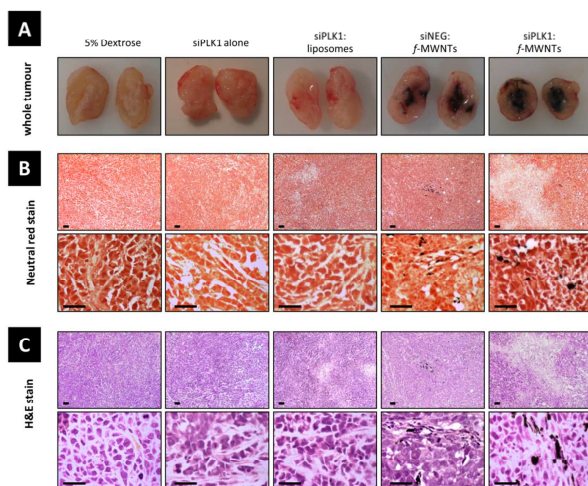 A
5% Dextrose
siPLK1 alone
siPLK1:
liposomes
siNEG:
f-MWNTs
siPLK1:
f-MWNTs
whole tumour
B
Neutral red stain
C
H&E stain